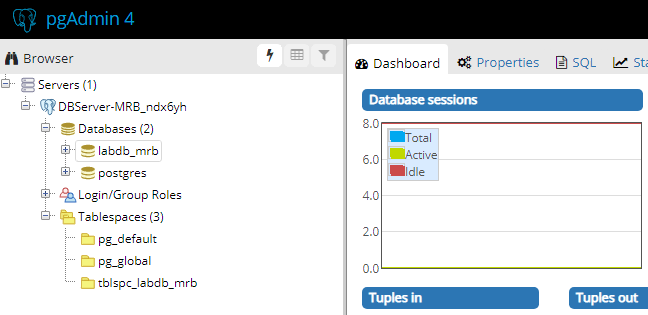 pgAdmin 4
Browser
Servers (1)
DBServer-MRB_ndx6yh
Databases (2)
labdb_mrb
postgres
Login/Group Roles
Tablespaces (3)
pg_default
pg_global
tblspc_labdb_mrb
Dashboard Properties SQL Sta
Database sessions
8.0
6.0
4.0
2.0
0.0
Total
Active
Idle
Tuples in
Tuples out